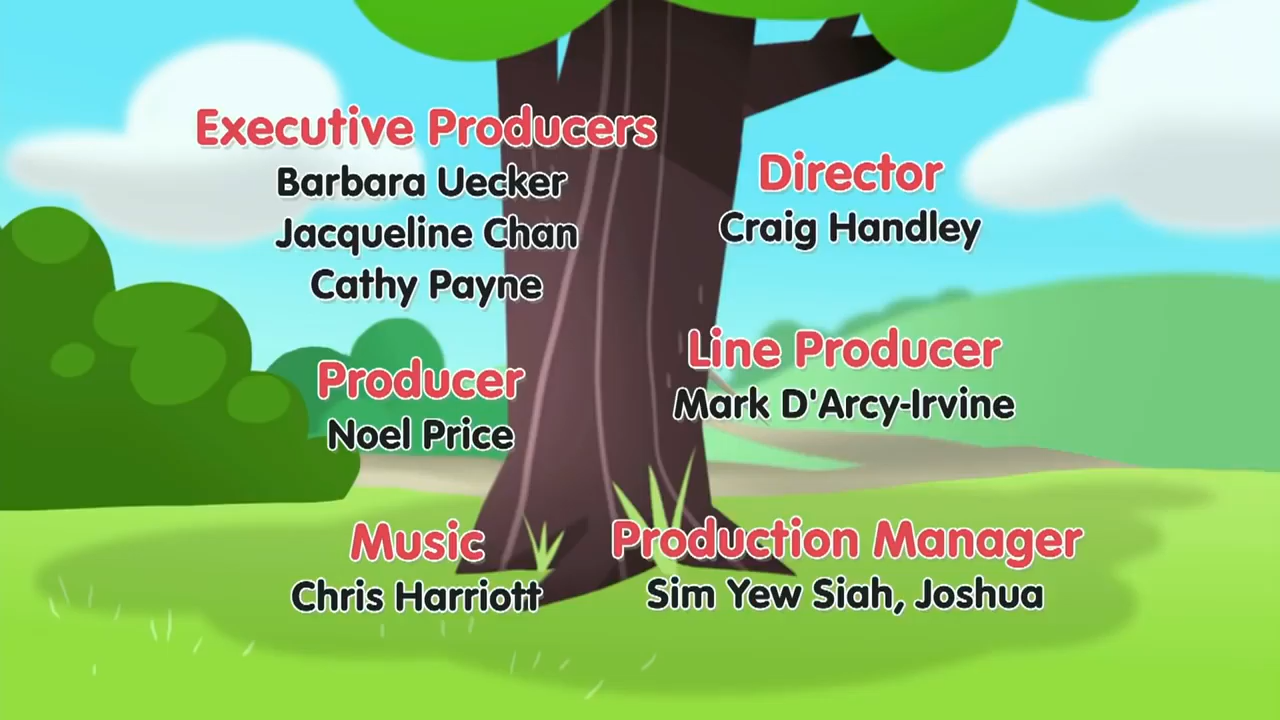 Executive Producers
Barbara Uecker
Jacqueline Chan
Cathy Payne
Producer
Noel Price
Music
Chris Harriott
Director
Craig Handley
Line Producer
Mark D'Arcy-Irvine
Production Manager
Sim Yew Siah, Joshua